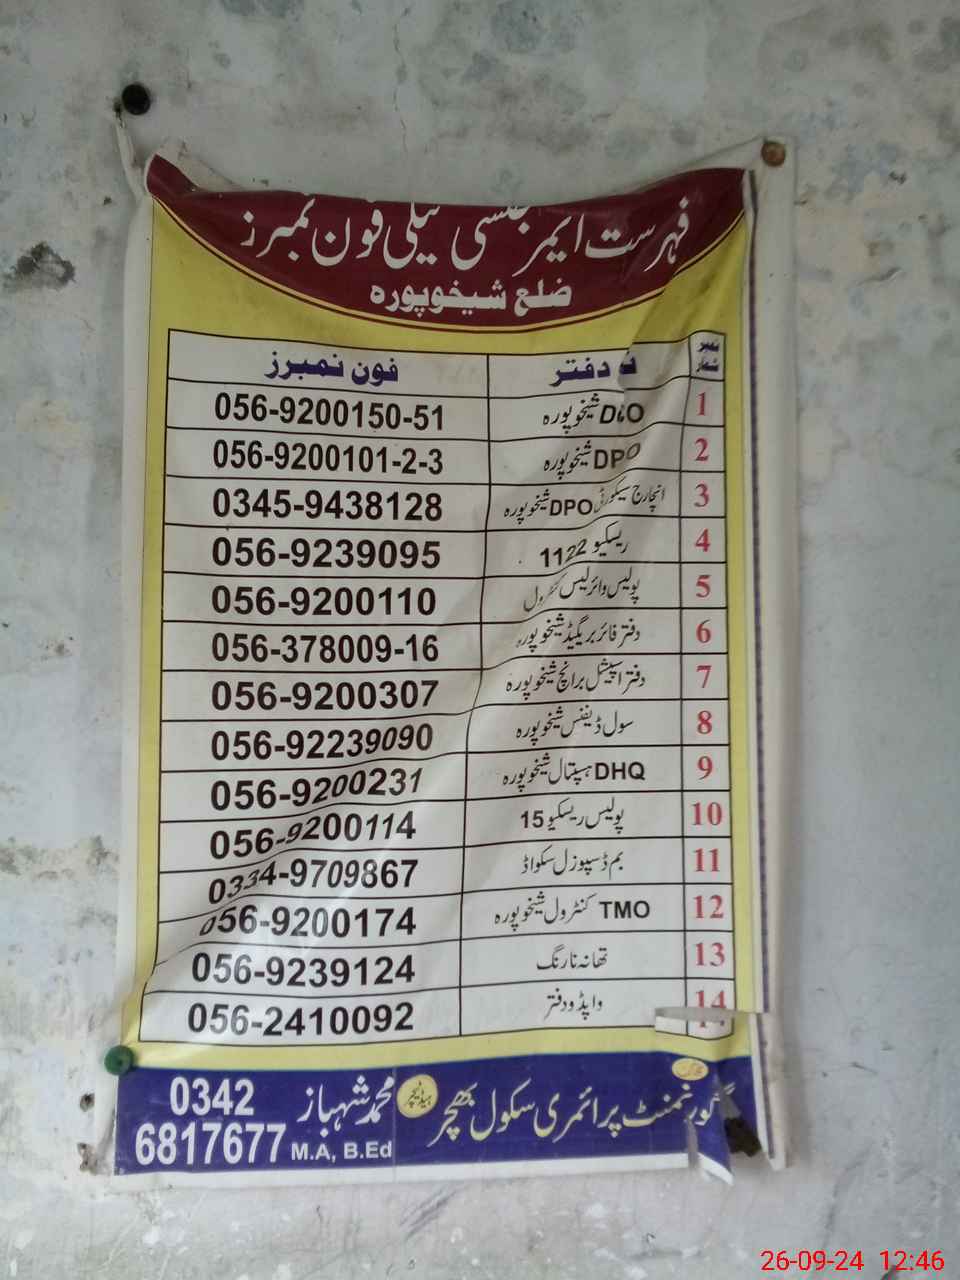 فہرست ایمرجنسی ٹیلی فون نمبرز
ضلع شیخوپورہ
نمبر شمار دفتر فون نمبرز
1 شیخوپورہ 056-9200150-51
2 DPO شیخوپورہ 056-9200101-2-3
3 انچارج سیکورٹی DPO شیخوپورہ 0345-9438128
4 ریسکیو 1122 056-9239095
5 پولیس وائرلیس کنٹرول 056-9200110
6 دفتر فائر بریگیڈ شیخوپورہ 056-378009-16
7 دفتر اسپیشل برانچ شیخوپورہ 056-9200307
8 سول ڈیفنس شیخوپورہ 056-92239090
9 DHQ ہسپتال شیخوپورہ 056-9200231
10 پولیس ریسکیو 15 056-9200114
11 بم ڈسپوزل سکواڈ 0334-9709867
12 TMO کنٹرول شیخوپورہ 056-9200174
13 تھانہ نارنگ 056-9239124
14 واپڈو دفتر 056-2410092
گورنمنٹ پرائمری سکول بھچر
ہیڈ ٹیچر محمد شہباز M.A, B.Ed
0342
6817677
26-09-24 12:46